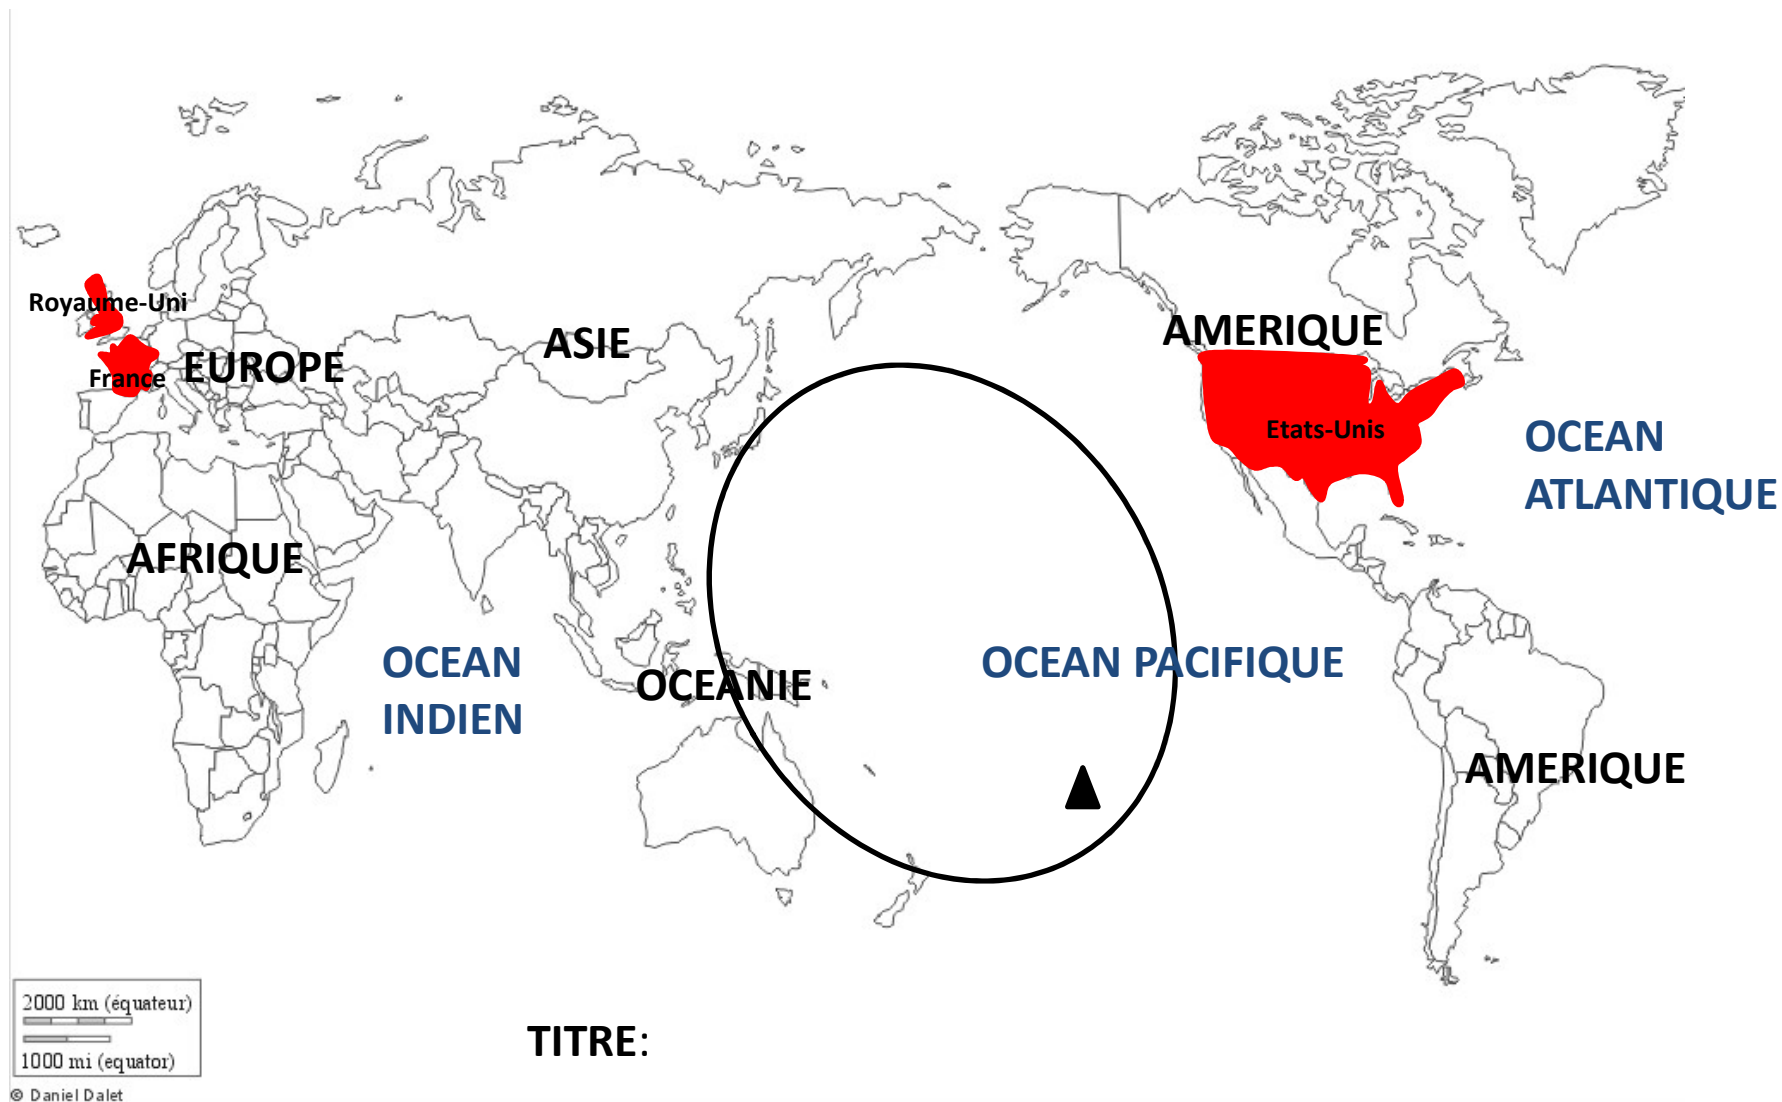 Royaume-Uni
France
EUROPE
ASIE
AMERIQUE
Etats-Unis
OCEAN
ATLANTIQUE
AFRIQUE
OCEAN
INDIEN
OCEANIE
OCEAN PACIFIQUE
AMERIQUE
2000 km (équateur)
1000 mi (equator)
TITRE:
© Daniel Dalet